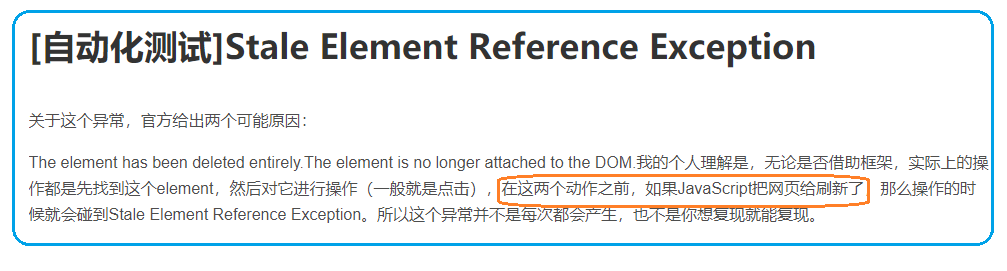 [自动化测试]Stale Element Reference Exception
关于这个异常，官方给出两个可能原因：
The element has been deleted entirely.The element is no longer attached to the DOM.我的个人理解是，无论是否借助框架，实际上的操
作都是先找到这个element，然后对它进行操作（一般就是点击），在这两个动作之前，如果JavaScript把网页给刷新了，那么操作的时
候就会碰到Stale Element Reference Exception。所以这个异常并不是每次都会产生，也不是你想复现就能复现。